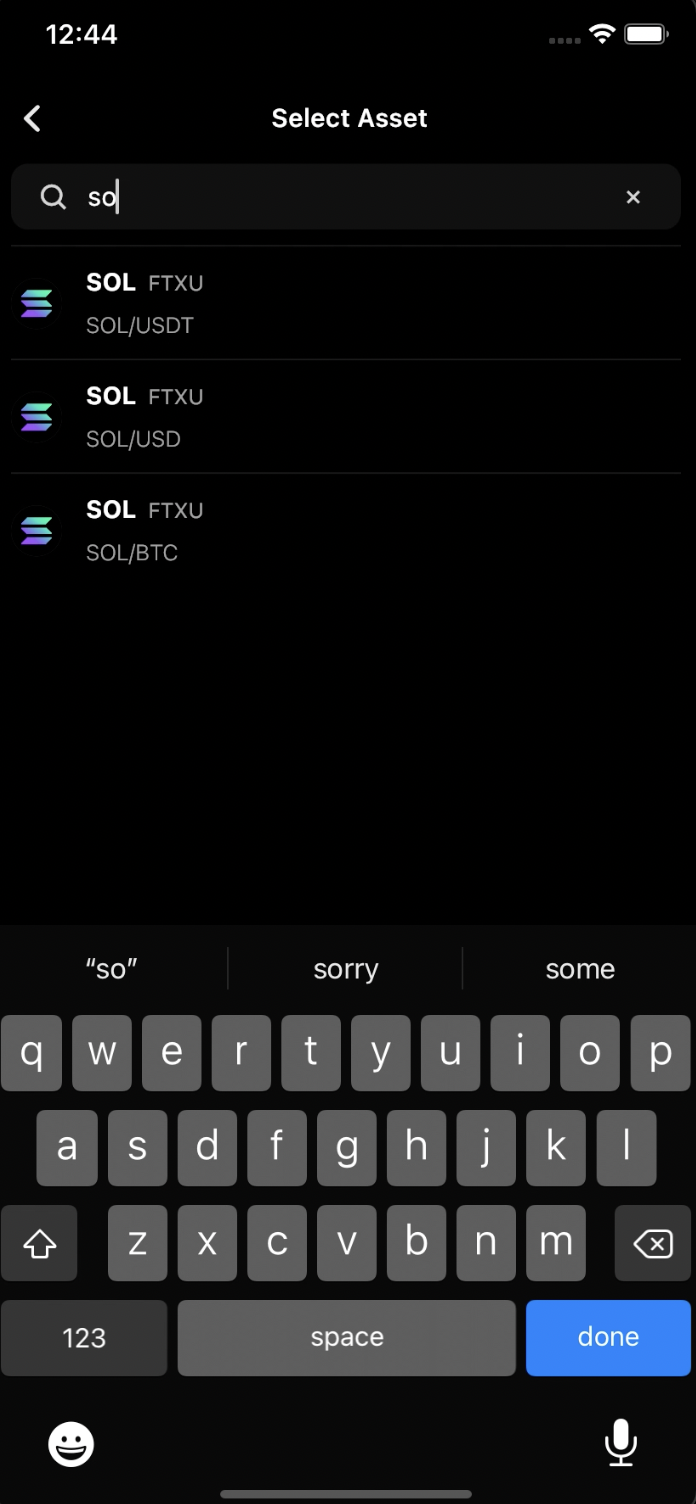 12:44
Select Asset
so
SOL FTXU
SOL/USDT
SOL FTXU
SOL/USD
SOL FTXU
SOL/BTC
“so” sorry some
q w e r t y u i o p
a s d f g h j k l
z x c v b n m
123 space done